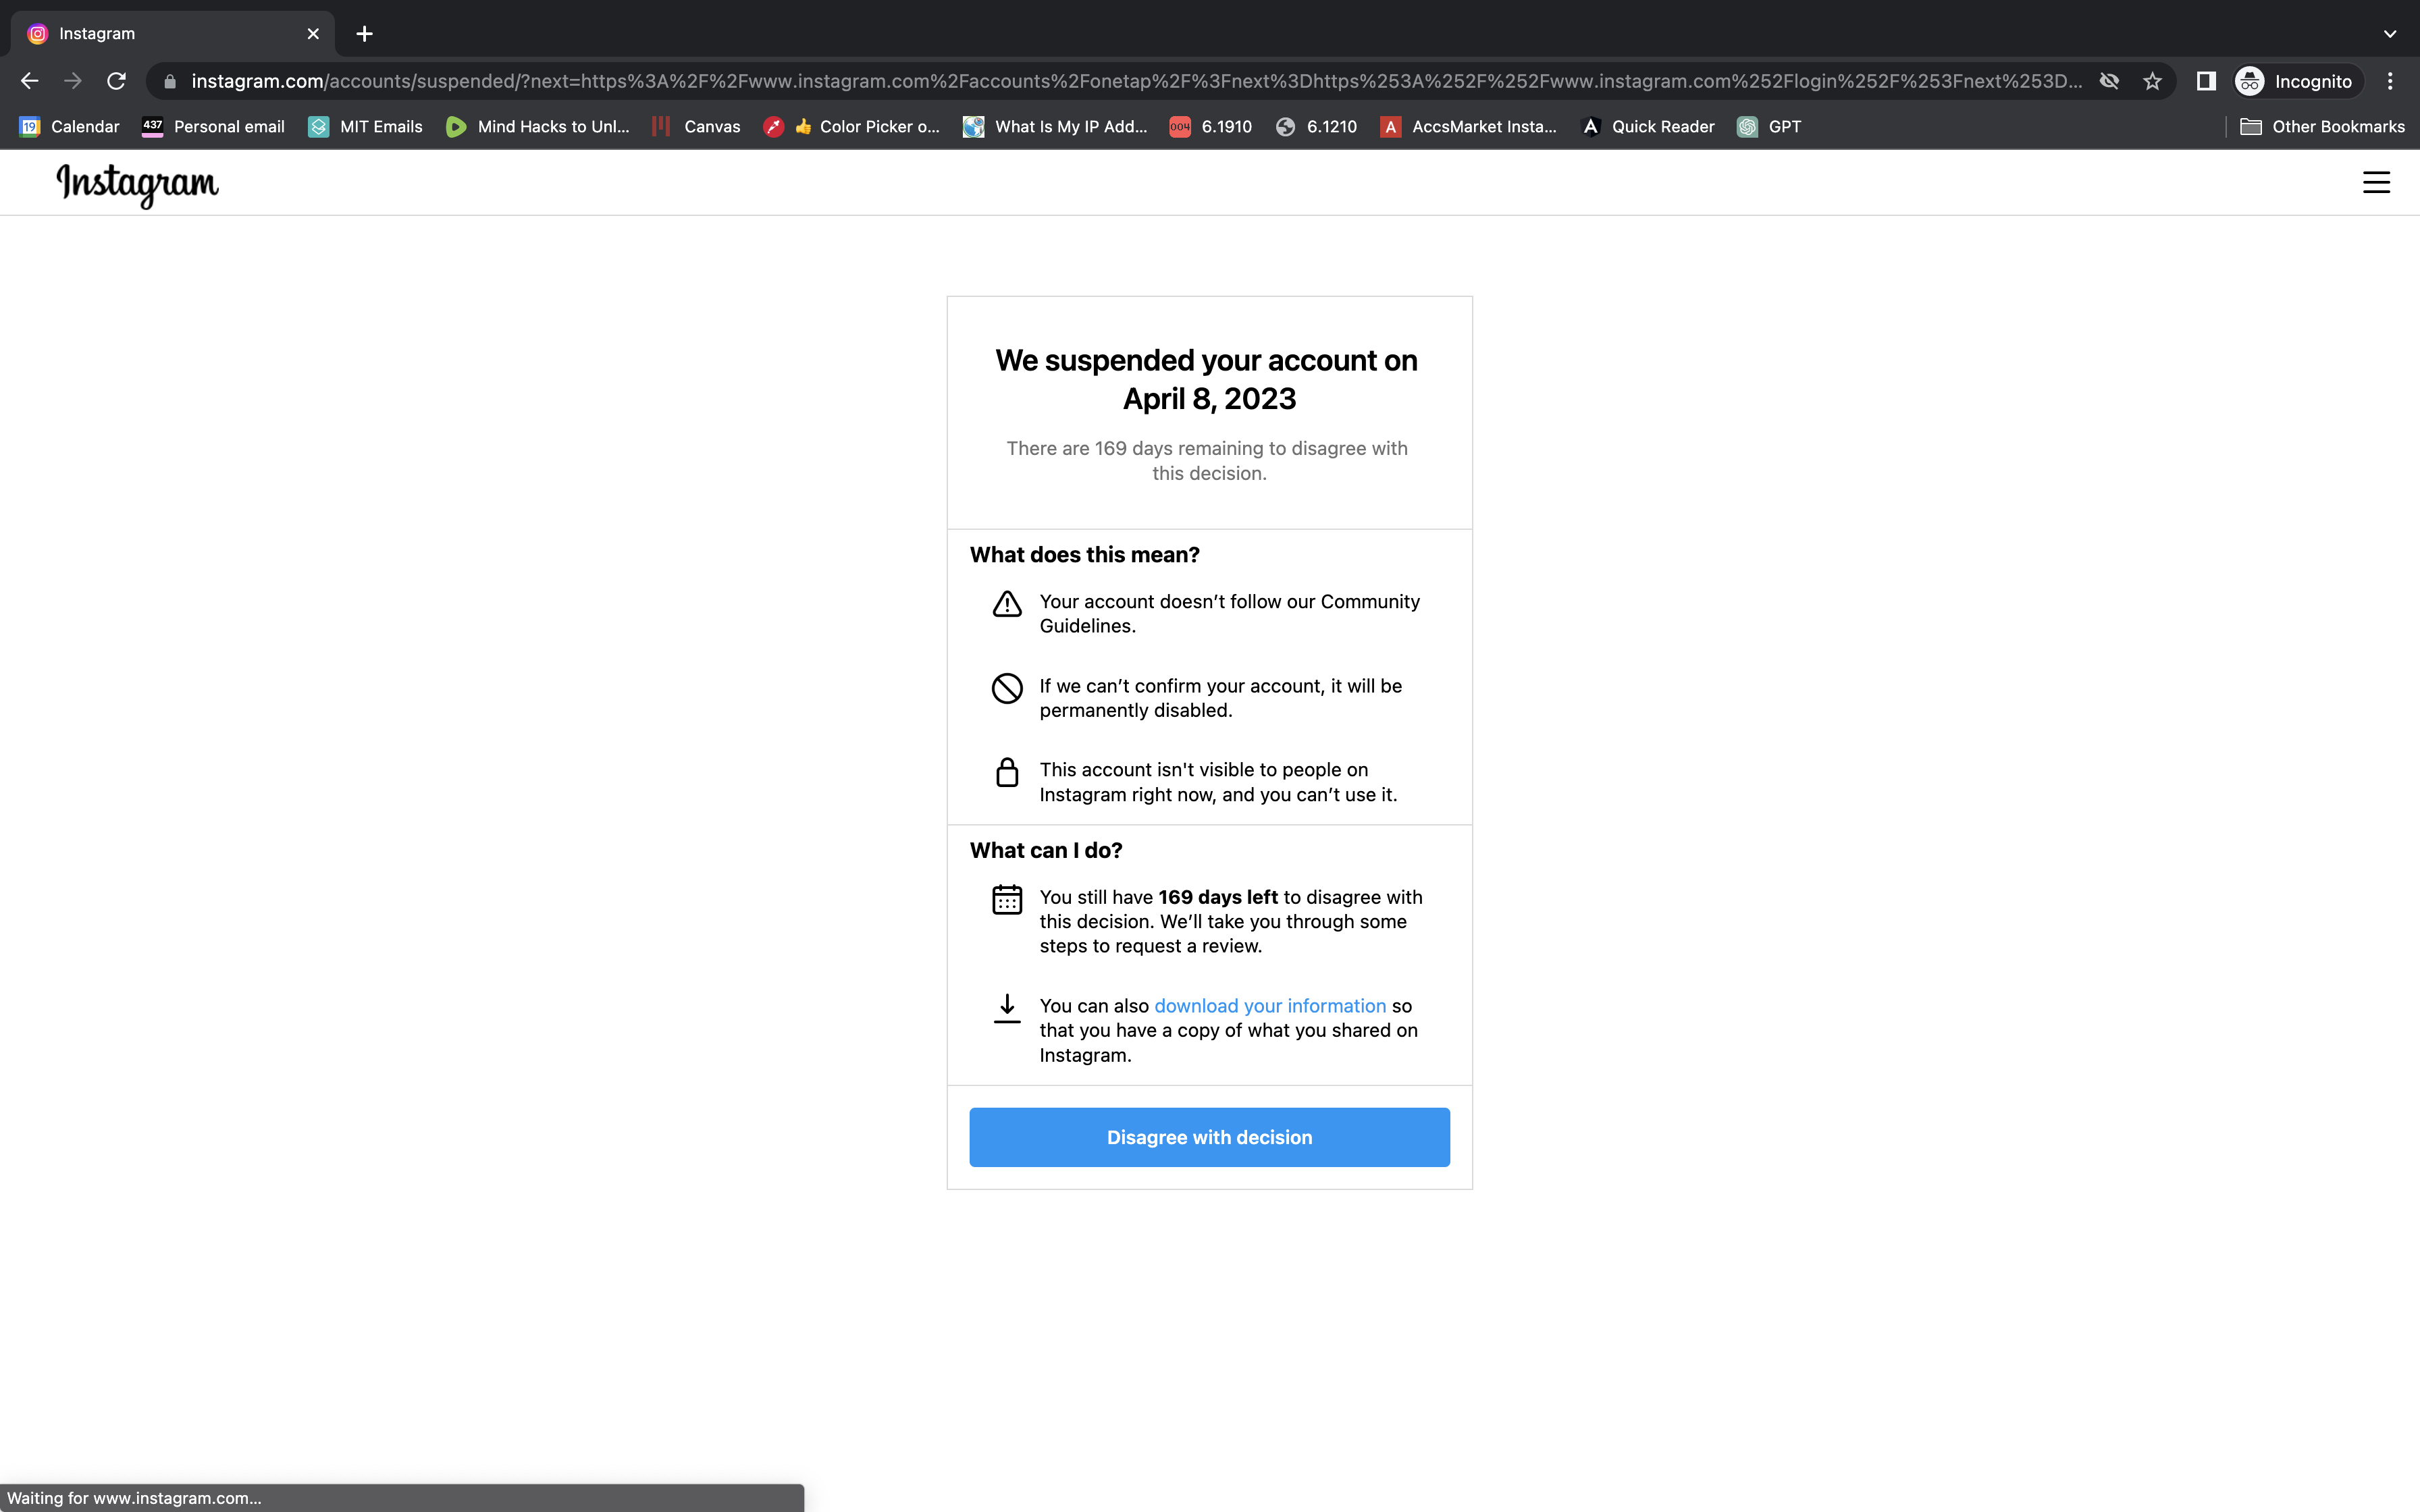 Instagram
instagram.com/accounts/suspended/?next=https%3A%2F%2Fwww.instagram.com%2Faccounts%2Fonetap%2F%3Fnext%3Dhttps%253A%252F%252Fwww.instagram.com%252Flogin%252F%253Fnext%253D...
Incognito
19 Calendar 437 Personal email MIT Emails Mind Hacks to Unl... Canvas 👍 Color Picker o... What Is My IP Add... 004 6.1910 6.1210 A AccsMarket Insta... A Quick Reader GPT Other Bookmarks
Instagram
We suspended your account on
April 8, 2023
There are 169 days remaining to disagree with
this decision.
What does this mean?
Your account doesn’t follow our Community
Guidelines.
If we can’t confirm your account, it will be
permanently disabled.
This account isn't visible to people on
Instagram right now, and you can’t use it.
What can I do?
You still have 169 days left to disagree with
this decision. We’ll take you through some
steps to request a review.
You can also download your information so
that you have a copy of what you shared on
Instagram.
Disagree with decision
Waiting for www.instagram.com...